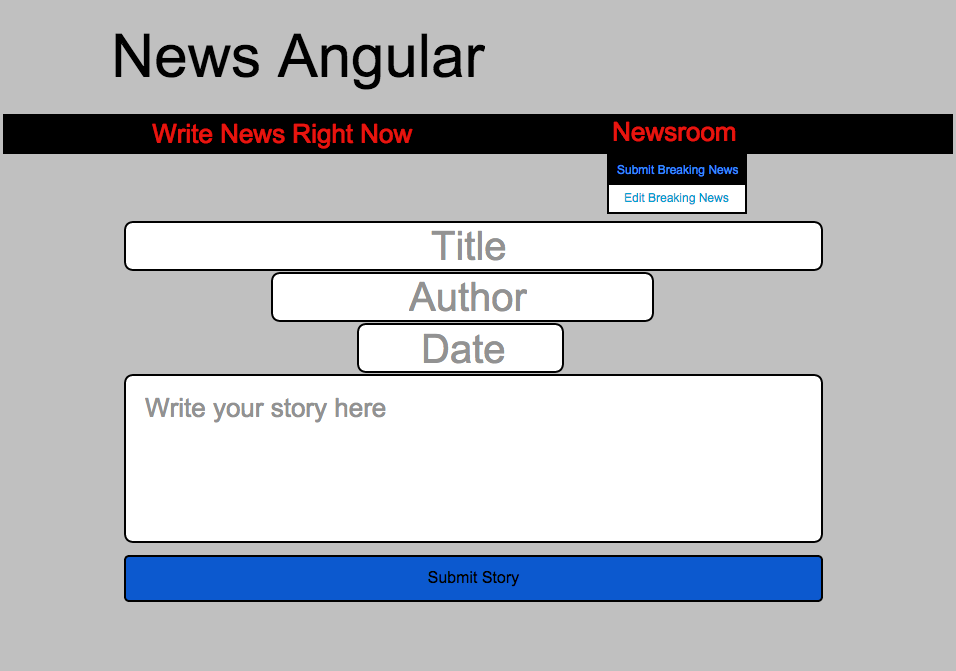 News Angular
Write News Right Now
Newsroom
Submit Breaking News
Edit Breaking News
Title
Author
Date
Write your story here
Submit Story